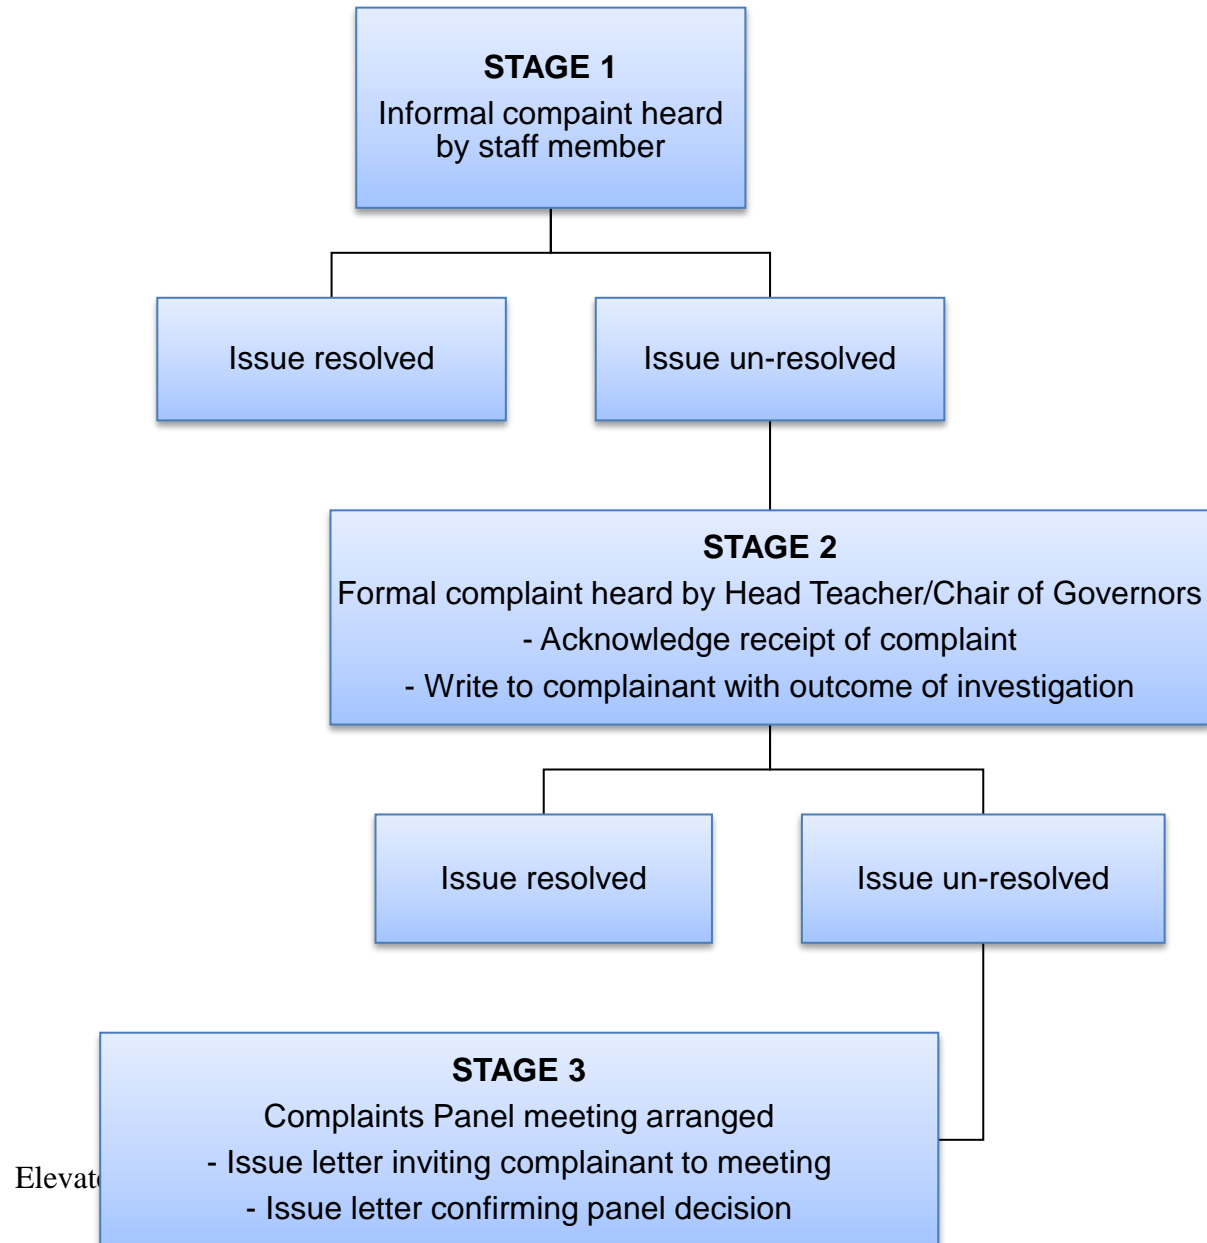 STAGE 1
Informal compaint heard
by staff member
Issue resolved
Issue un-resolved
STAGE 2
Formal complaint heard by Head Teacher/Chair of Governors
- Acknowledge receipt of complaint
- Write to complainant with outcome of investigation
Issue resolved
Issue un-resolved
STAGE 3
Complaints Panel meeting arranged
- Issue letter inviting complainant to meeting
- Issue letter confirming panel decision